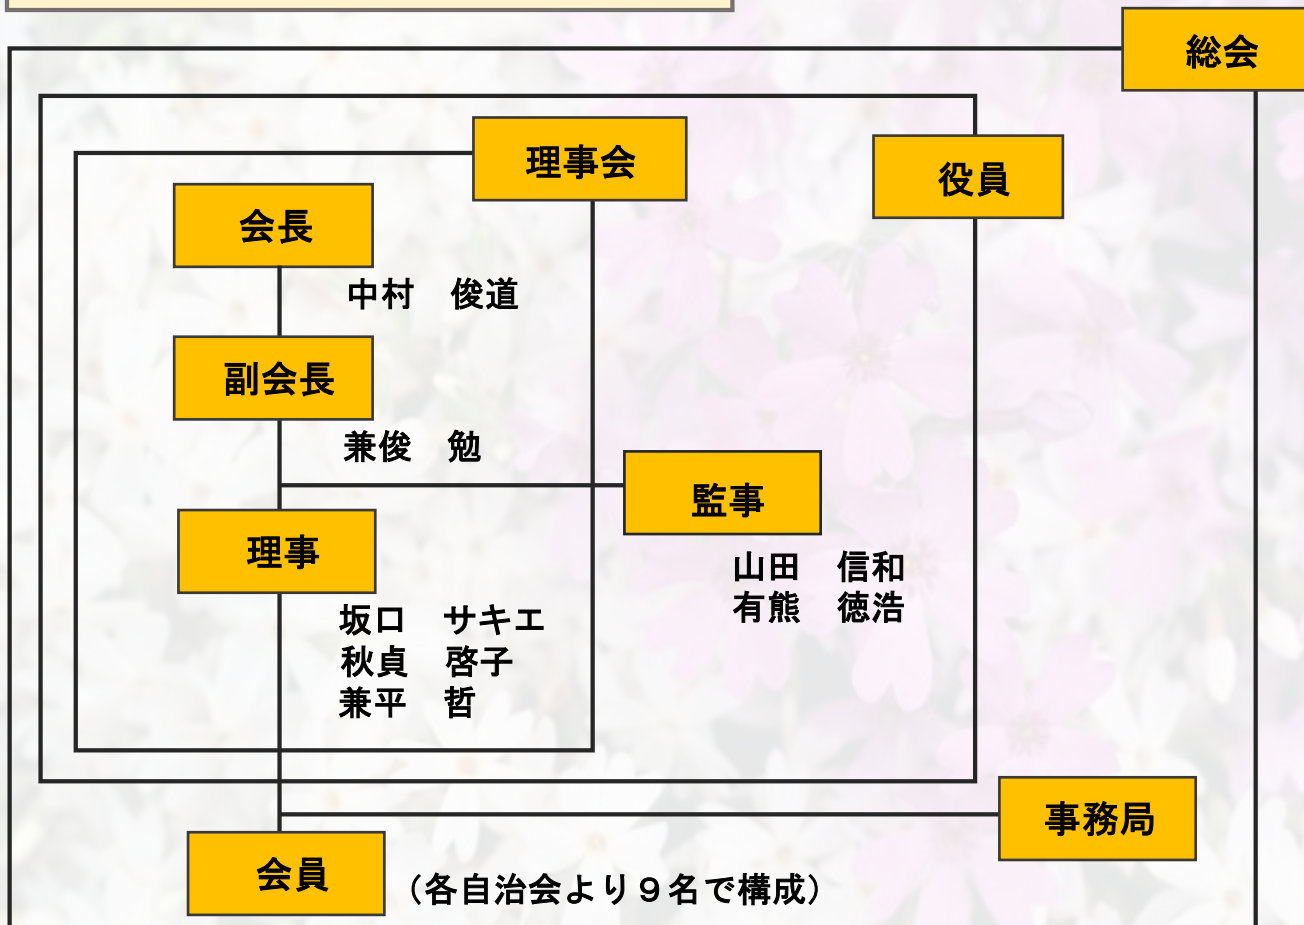 総会
理事会
役員
会長
中村　俊道
副会長
兼俊　勉
監事
山田　信和
有熊　徳浩
理事
坂口　サキエ
秋貞　啓子
兼平　哲
事務局
会員
（各自治会より９名で構成）